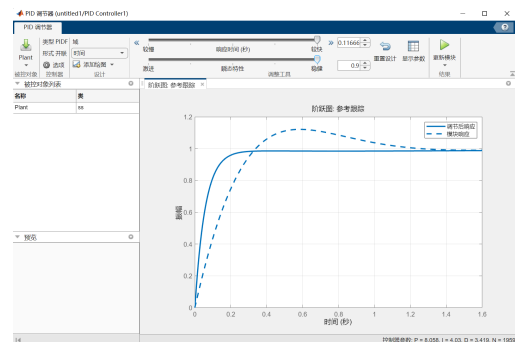 PID 调节器 (untitled1/PID Controller1)
PID 调节器
Plant
被控对象
类型 PIDF
形式 并联
选项
控制器
域
时间
添加绘图
设计
较慢
响应时间 (秒)
较快
0.11666
激进
稳健
0.9
调整工具
重置设计
显示参数
更新模块
结果
被控对象列表
名称
类
Plant
ss
预览
阶跃图: 参考跟踪
阶跃图: 参考跟踪
调节后响应
模块响应
振幅
1.2
1
0.8
0.6
0.4
0.2
0
0 0.2 0.4 0.6 0.8 1 1.2 1.4 1.6
时间 (秒)
控制器参数: P = 8.058, I = 4.03, D = 3.419, N = 1959